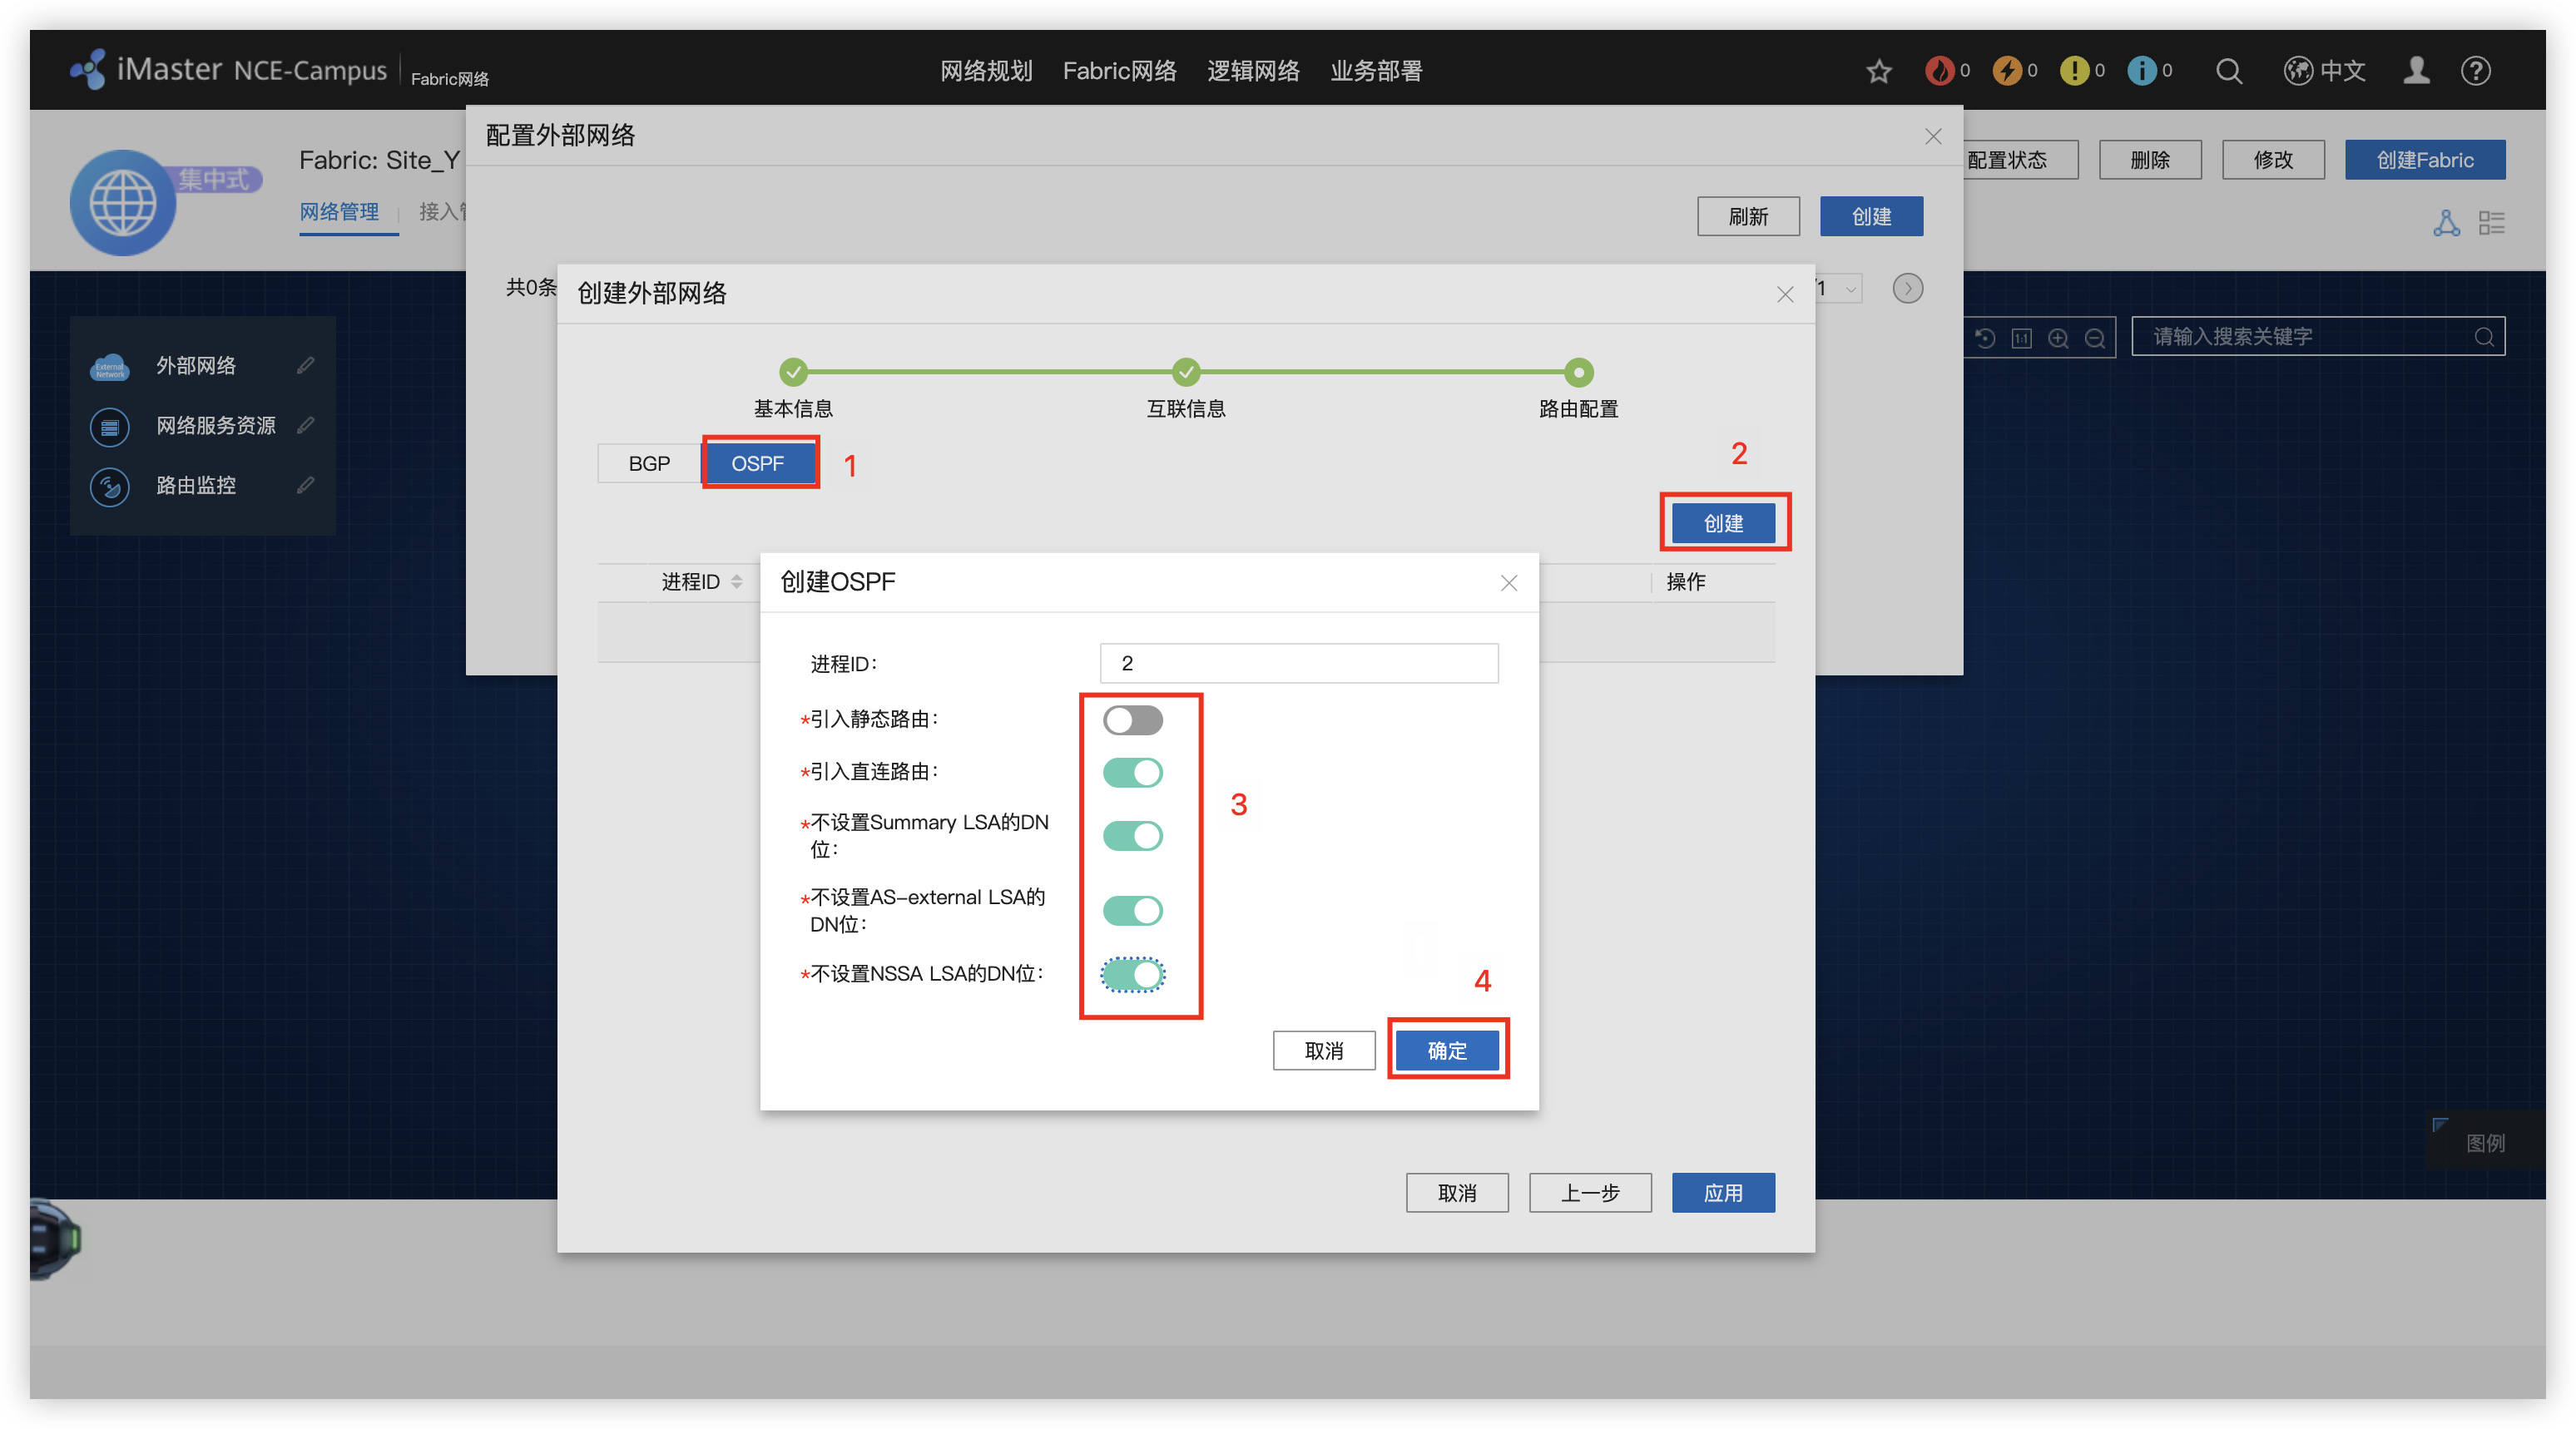 iMaster NCE-Campus Fabric网络
网络规划 Fabric网络 逻辑网络 业务部署
0 0 0 0 中文
配置外部网络
Fabric: Site_Y
集中式
配置状态 删除 修改 创建Fabric
网络管理 接入管
刷新 创建
共0条
创建外部网络
1
1:1
请输入搜索关键字
External
Network
外部网络
网络服务资源
路由监控
基本信息 互联信息 路由配置
BGP OSPF 1
2
创建
进程ID 操作
创建OSPF
进程ID: 2
*引入静态路由:
*引入直连路由:
*不设置Summary LSA的DN
位:
3
*不设置AS-external LSA的
DN位:
*不设置NSSA LSA的DN位:
4
取消 确定
图例
取消 上一步 应用